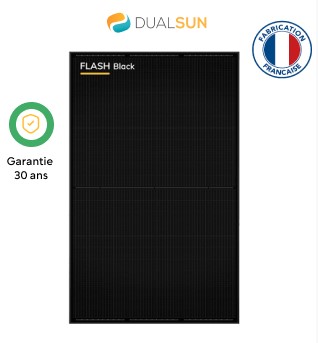 DUALSUN
FABRICATION
FRANÇAISE
FLASH Black
Garantie
30 ans